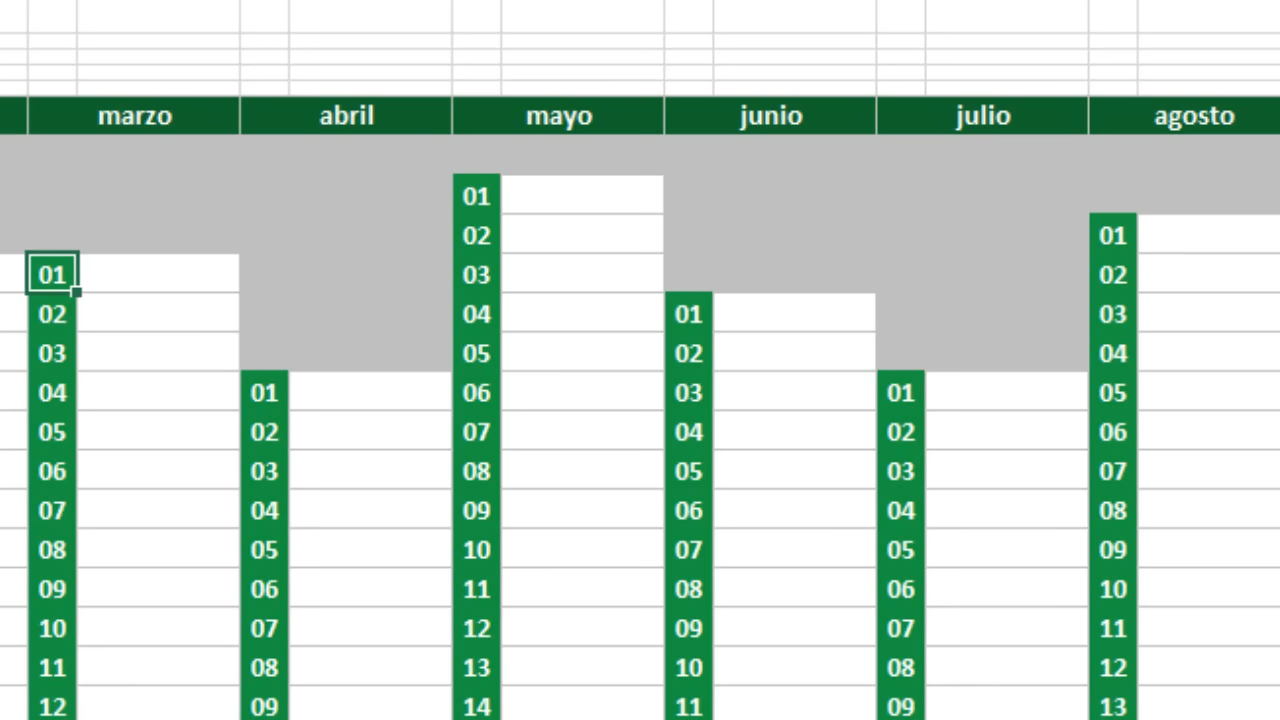 marzo abril mayo junio julio agosto
01
02 01
01 03 02
02 04 01 03
03 05 02 04
04 01 06 03 01 05
05 02 07 04 02 06
06 03 08 05 03 07
07 04 09 06 04 08
08 05 10 07 05 09
09 06 11 08 06 10
10 07 12 09 07 11
11 08 13 10 08 12
12 09 14 11 09 13